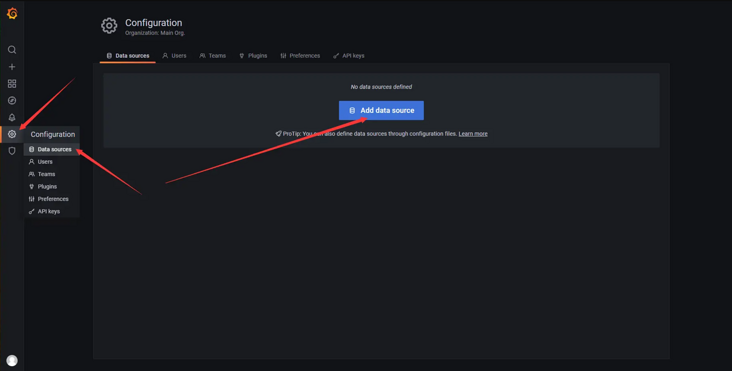 Configuration
Organization: Main Org.
Data sources
Users
Teams
Plugins
Preferences
API keys
No data sources defined
Add data source
ProTip: You can also define data sources through configuration files. Learn more
Configuration
Data sources
Users
Teams
Plugins
Preferences
API keys